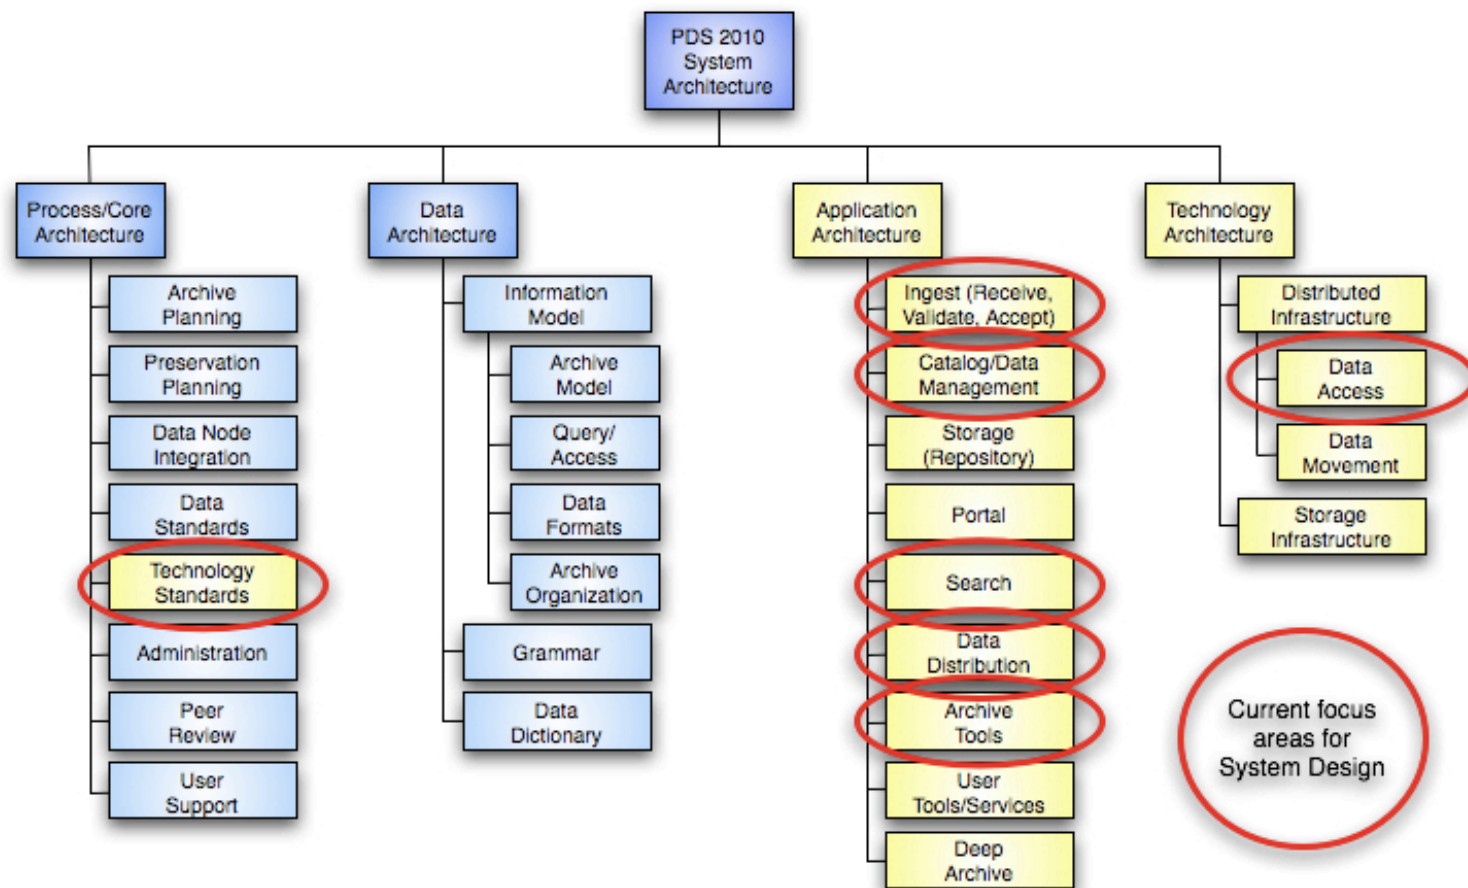 PDS 2010
System
Architecture
Process/Core
Architecture
Archive
Planning
Preservation
Planning
Data Node
Integration
Data
Standards
Technology
Standards
Administration
Peer
Review
User
Support
Data
Architecture
Information
Model
Archive
Model
Query/
Access
Data
Formats
Archive
Organization
Grammar
Data
Dictionary
Application
Architecture
Ingest (Receive,
Validate, Accept)
Catalog/Data
Management
Storage
(Repository)
Portal
Search
Data
Distribution
Archive
Tools
User
Tools/Services
Deep
Archive
Technology
Architecture
Distributed
Infrastructure
Data
Access
Data
Movement
Storage
Infrastructure
Current focus
areas for
System Design